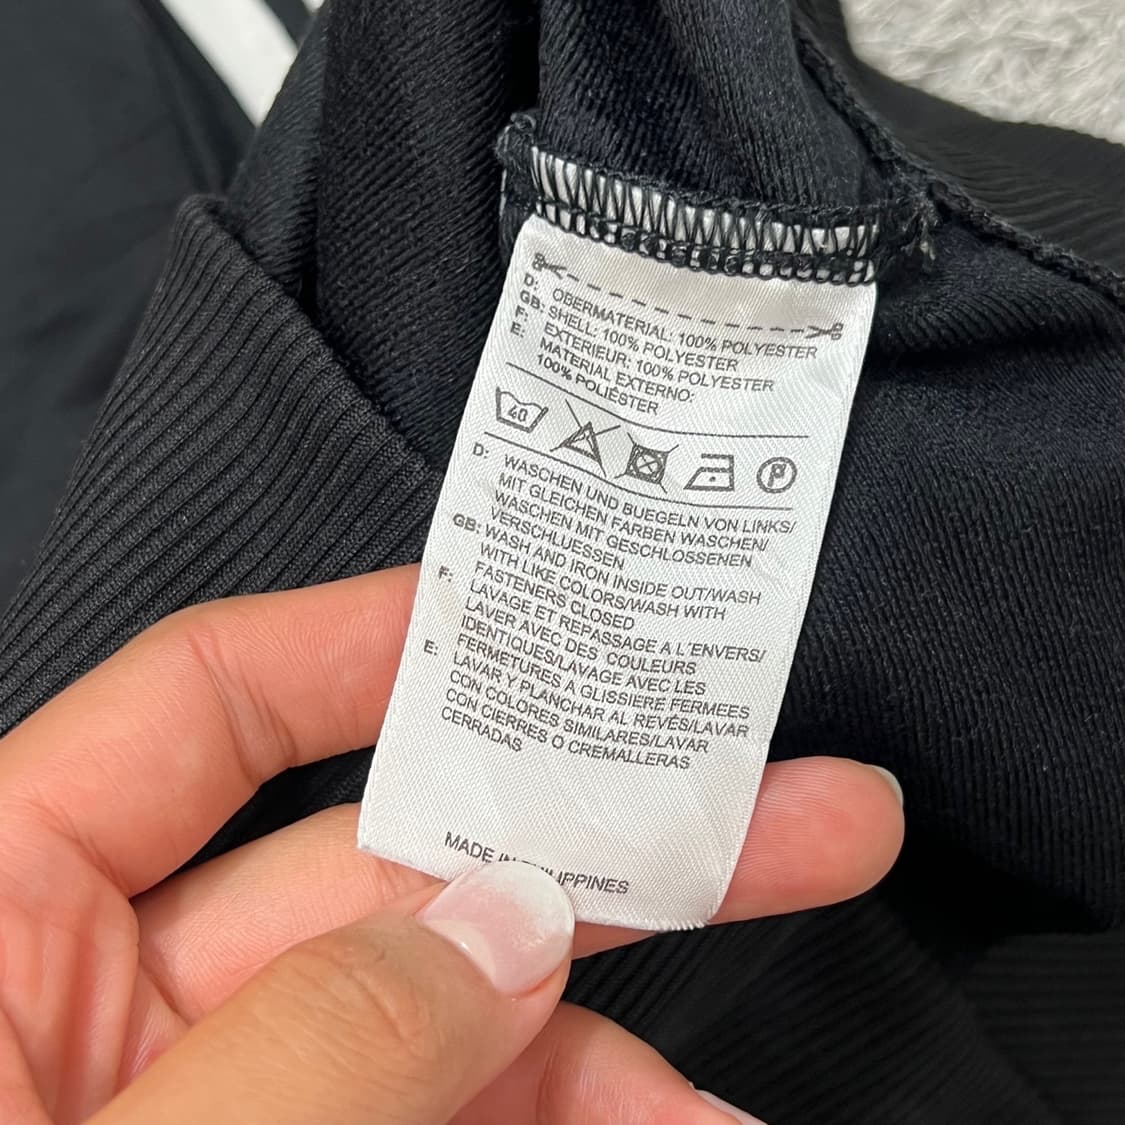 D: OBERMATERIAL: 100% POLYESTER
GB: SHELL: 100% POLYESTER
F: EXTERIEUR: 100% POLYESTER
E: MATERIAL EXTERNO:
100% POLIÉSTER
40
P
D: WASCHEN UND BUEGELN VON LINKS/
MIT GLEICHEN FARBEN WASCHEN/
WASCHEN MIT GESCHLOSSENEN
VERSCHLUESSEN
GB: WASH AND IRON INSIDE OUT/WASH
WITH LIKE COLORS/WASH WITH
FASTENERS CLOSED
F: LAVAGE ET REPASSAGE A L'ENVERS/
LAVER AVEC DES COULEURS
IDENTIQUES/LAVAGE AVEC LES
FERMETURES A GLISSIERE FERMEES
E: LAVAR Y PLANCHAR AL REVÉS/LAVAR
CON COLORES SIMILARES/LAVAR
CON CIERRES O CREMALLERAS
CERRADAS
MADE IN PHILIPPINES